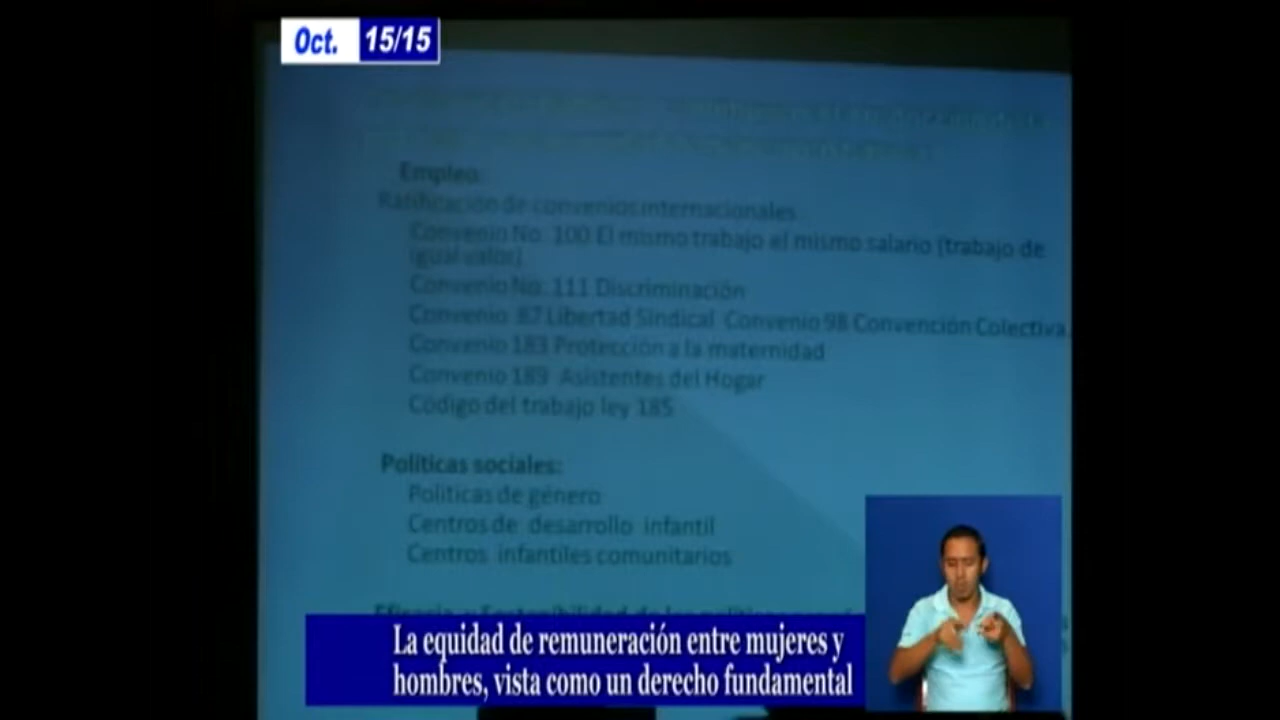 Oct. 15/15
Empleo:
Ratificación de convenios internacionales.
Convenio No. 100 El mismo trabajo al mismo salario (trabajo de
igual valor)
Convenio No. 111 Discriminación
Convenio 87 Libertad Sindical Convenio 98 Convención Colectiva.
Convenio 183 Protección a la maternidad
Convenio 189 Asistentes del Hogar
Código del trabajo ley 185
Políticas sociales:
Políticas de género
Centros de desarrollo infantil
Centros infantiles comunitarios
La equidad de remuneración entre mujeres y
hombres, vista como un derecho fundamental